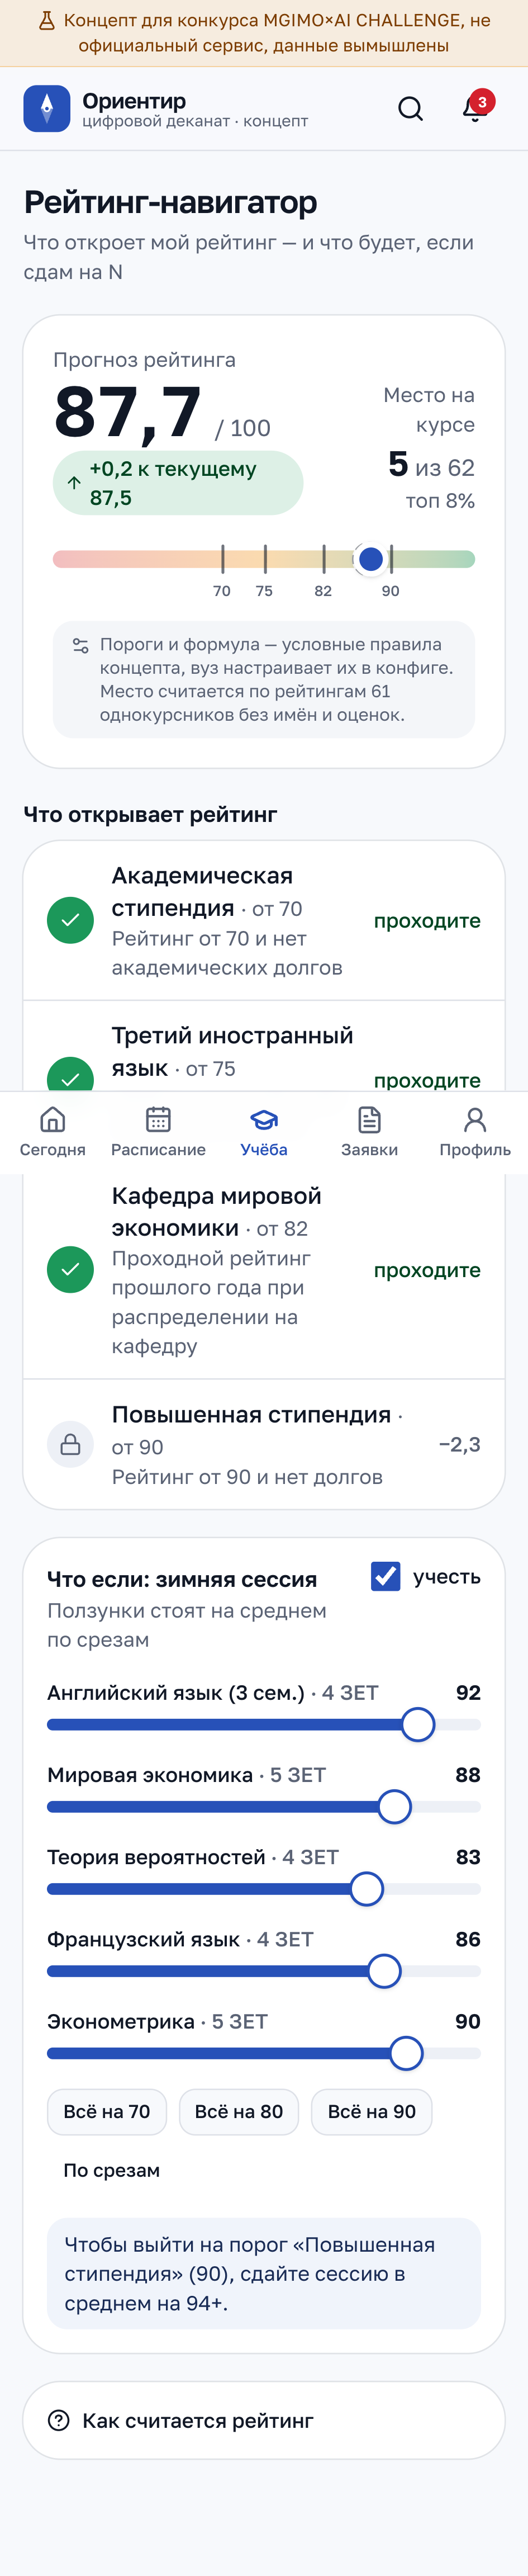 Концепт для конкурса MGIMO×AI CHALLENGE, не
официальный сервис, данные вымышлены
Ориентир
цифровой деканат · концепт
3
Рейтинг-навигатор
Что откроет мой рейтинг — и что будет, если
сдам на N
Прогноз рейтинга
87,7 / 100
+0,2 к текущему
87,5
Место на
курсе
5 из 62
топ 8%
70 75 82 90
Пороги и формула — условные правила
концепта, вуз настраивает их в конфиге.
Место считается по рейтингам 61
однокурсников без имён и оценок.
Что открывает рейтинг
Академическая
стипендия · от 70
Рейтинг от 70 и нет
академических долгов
проходите
Третий иностранный
язык · от 75
проходите
Сегодня Расписание Учёба Заявки Профиль
Кафедра мировой
экономики · от 82
Проходной рейтинг
прошлого года при
распределении на
кафедру
проходите
Повышенная стипендия ·
от 90
Рейтинг от 90 и нет долгов
−2,3
Что если: зимняя сессия
учесть
Ползунки стоят на среднем
по срезам
Английский язык (3 сем.) · 4 ЗЕТ 92
Мировая экономика · 5 ЗЕТ 88
Теория вероятностей · 4 ЗЕТ 83
Французский язык · 4 ЗЕТ 86
Эконометрика · 5 ЗЕТ 90
Всё на 70 Всё на 80 Всё на 90
По срезам
Чтобы выйти на порог «Повышенная
стипендия» (90), сдайте сессию в
среднем на 94+.
Как считается рейтинг